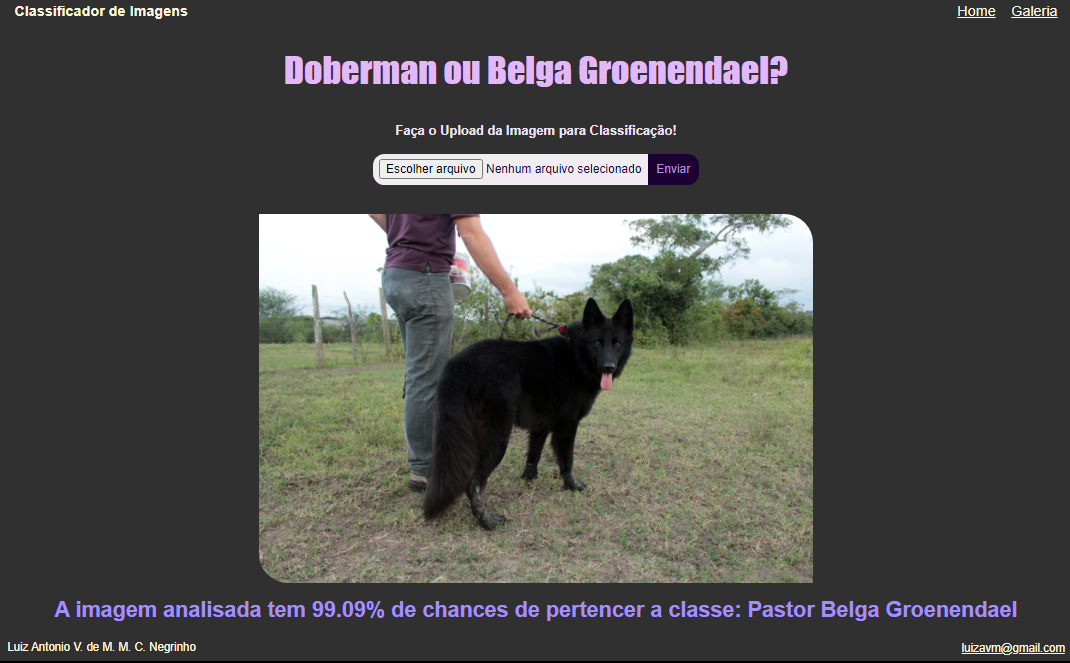 Classificador de Imagens
Home Galeria
Doberman ou Belga Groenendael?
Faça o Upload da Imagem para Classificação!
Escolher arquivo Nenhum arquivo selecionado Enviar
A imagem analisada tem 99.09% de chances de pertencer a classe: Pastor Belga Groenendael
Luiz Antonio V. de M. M. C. Negrinho
luizavm@gmail.com